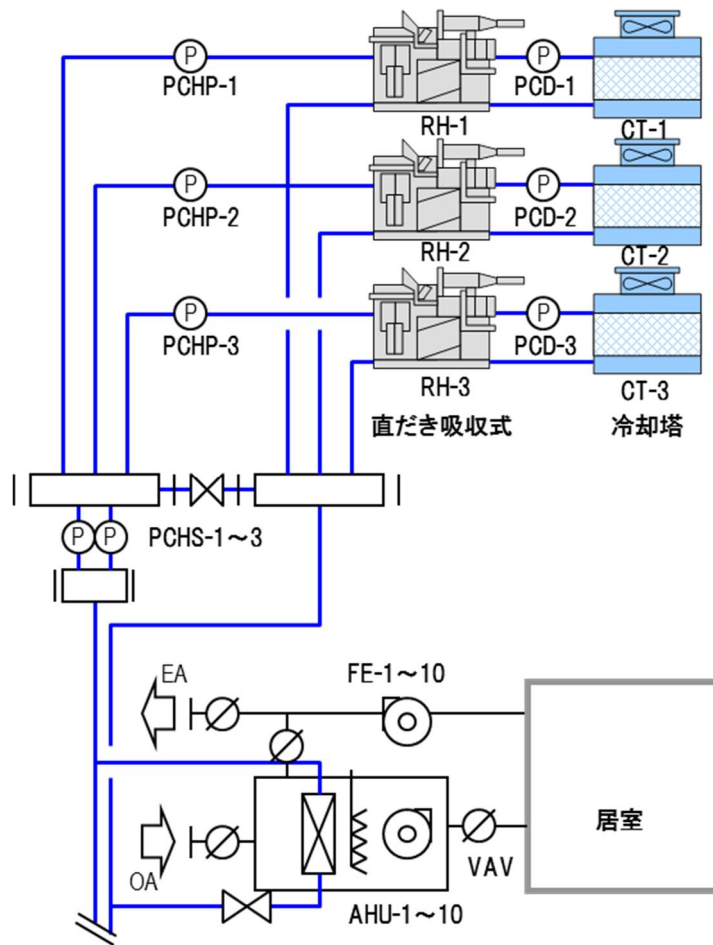 P
P
PCHP-1
PCD-1
RH-1
CT-1
P
P
PCHP-2
PCD-2
RH-2
CT-2
P
P
PCHP-3
PCD-3
RH-3
CT-3
直だき吸収式
冷却塔
P
P
PCHS-1～3
EA
FE-1～10
居室
VAV
OA
AHU-1～10